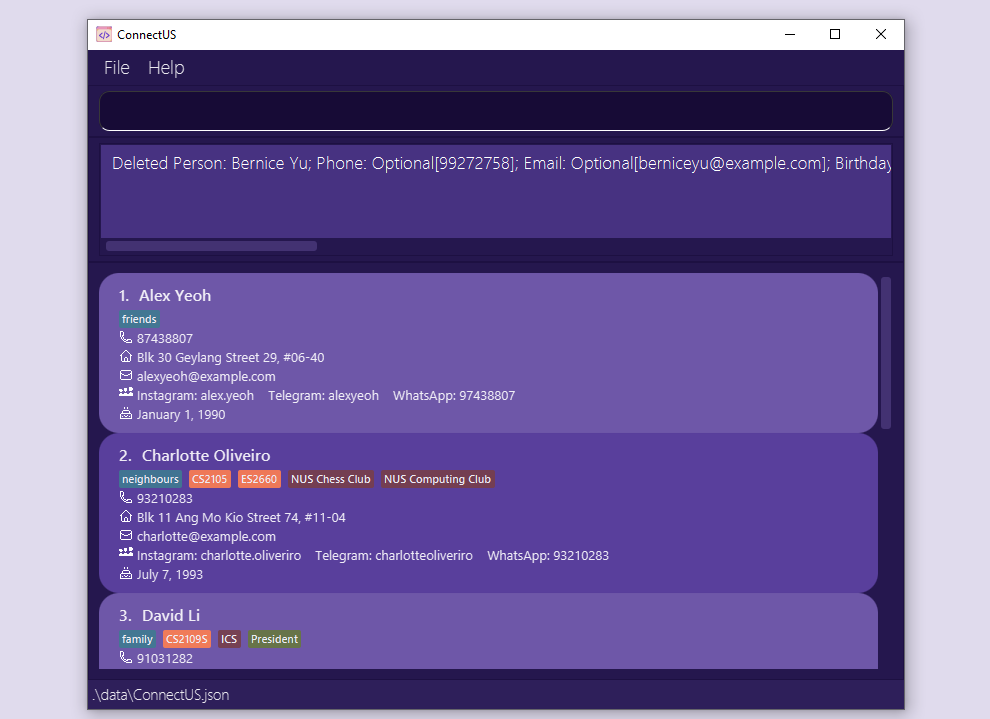 ConnectUS
File Help
Deleted Person: Bernice Yu; Phone: Optional[99272758]; Email: Optional[berniceyu@example.com]; Birthday
1. Alex Yeoh
friends
87438807
Blk 30 Geylang Street 29, #06-40
alexyeoh@example.com
Instagram: alex.yeoh Telegram: alexyeoh WhatsApp: 97438807
January 1, 1990
2. Charlotte Oliveiro
neighbours CS2105 ES2660 NUS Chess Club NUS Computing Club
93210283
Blk 11 Ang Mo Kio Street 74, #11-04
charlotte@example.com
Instagram: charlotte.oliveriro Telegram: charlotteoliveriro WhatsApp: 93210283
July 7, 1993
3. David Li
family CS2109S ICS President
91031282
.\data\ConnectUS.json